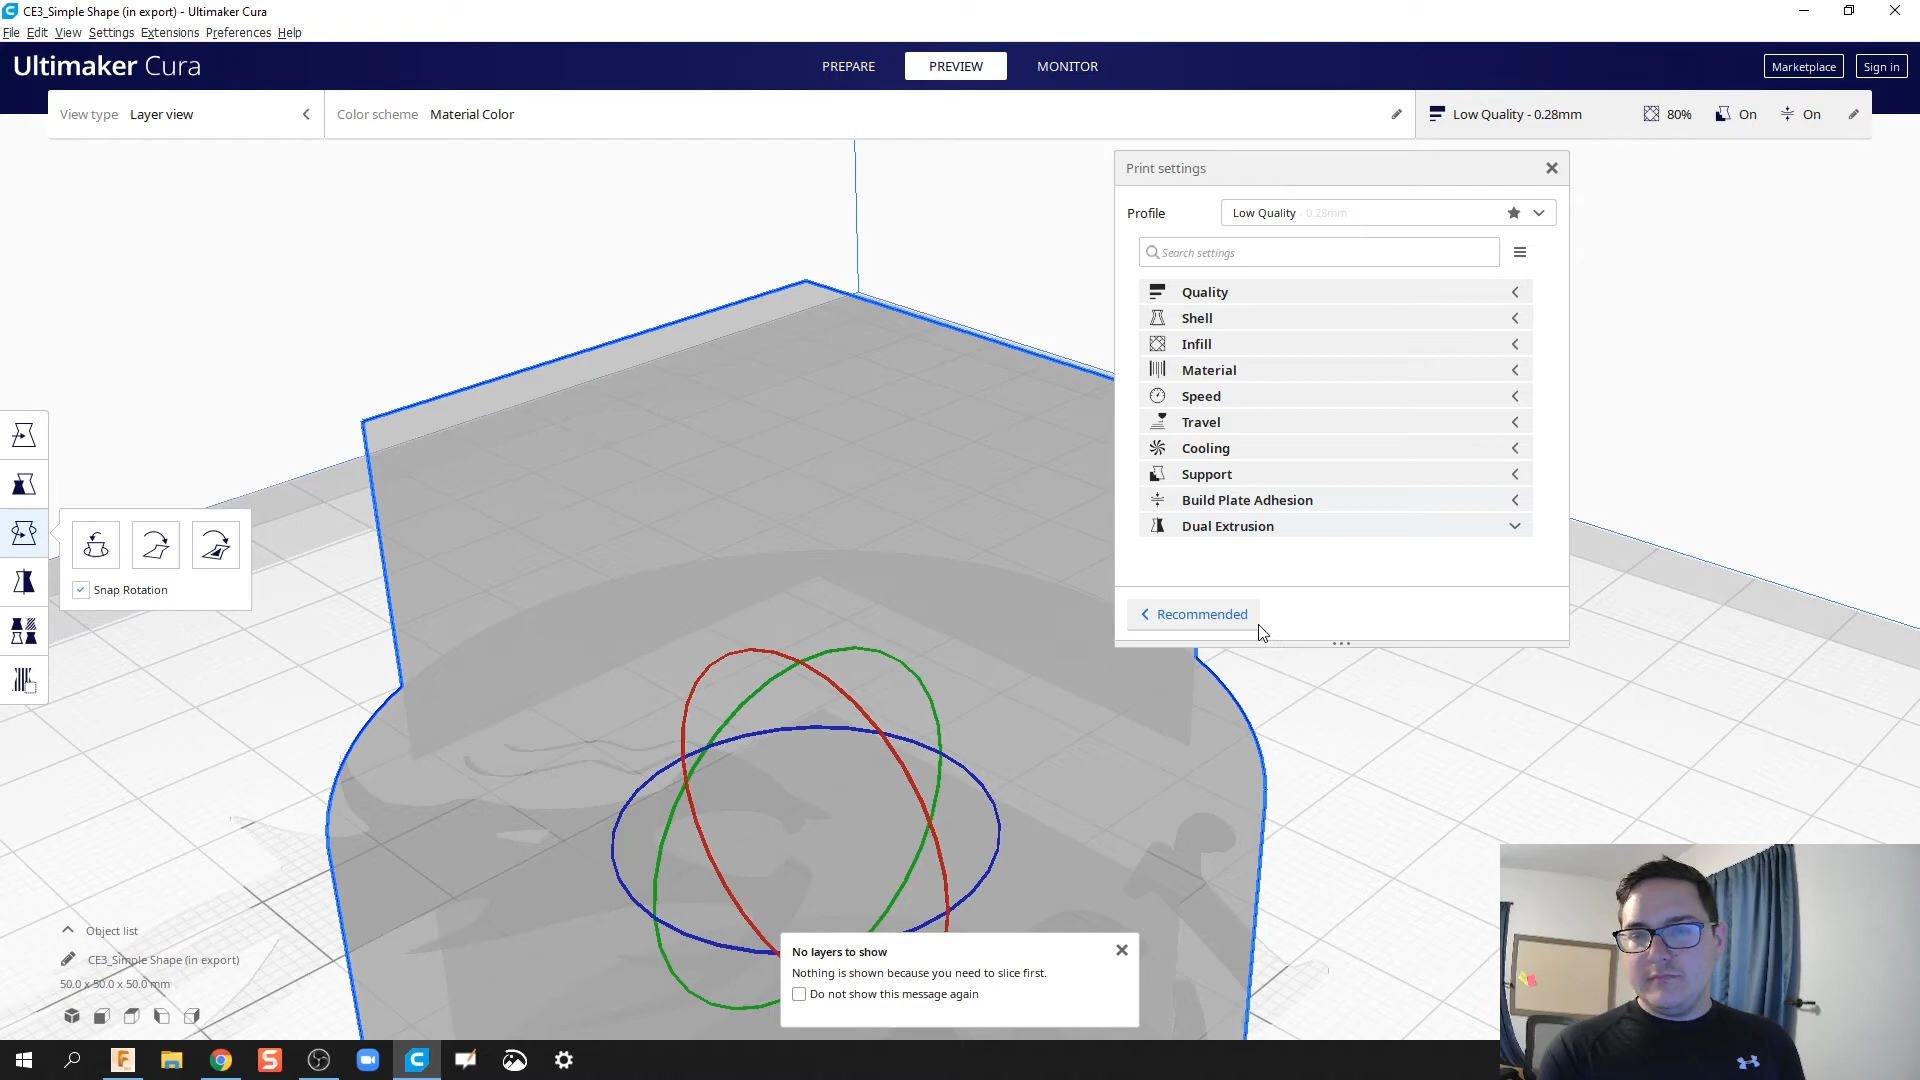 CE3_Simple Shape (in export) - Ultimaker Cura
File Edit View Settings Extensions Preferences Help
Ultimaker Cura
PREPARE
PREVIEW
MONITOR
Marketplace
Sign in
View type Layer view
Color scheme Material Color
Low Quality - 0.28mm
80%
On
On
Print settings
Profile
Low Quality - 0.28mm
Search settings
Quality
Shell
Infill
Material
Speed
Travel
Cooling
Support
Build Plate Adhesion
Dual Extrusion
Recommended
Snap Rotation
Object list
CE3_Simple Shape (in export)
50.0 x 50.0 x 50.0 mm
No layers to show
Nothing is shown because you need to slice first.
Do not show this message again